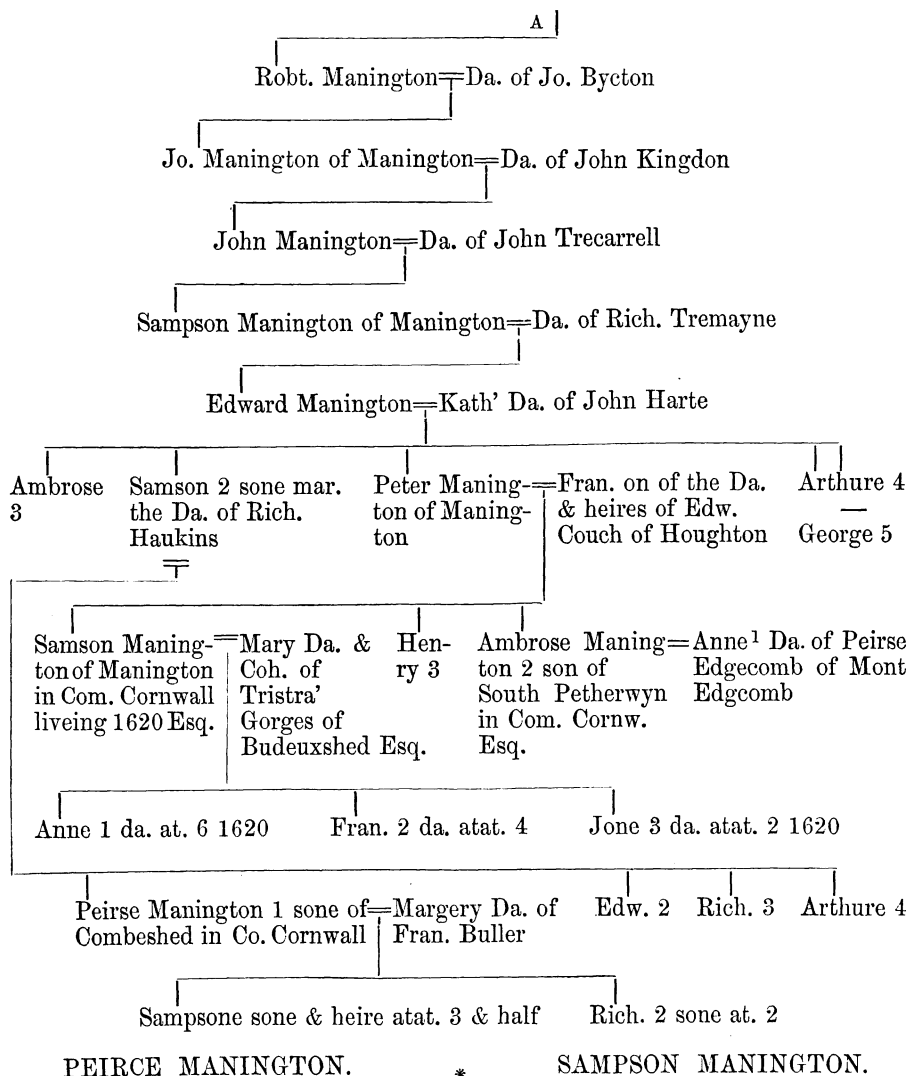 A
Robt. Manington=Da. of Jo. Bycton
Jo. Manington of Manington=Da. of John Kingdon
John Manington=Da. of John Trecarrell
Sampson Manington of Manington=Da. of Rich. Tremayne
Edward Manington=Kath' Da. of John Harte
Ambrose
3
Samson 2 sone mar.
the Da. of Rich.
Haukins
Peter Maning-
ton of Maning-
ton
=Fran. on of the Da.
& heires of Edw.
Couch of Houghton
Arthure 4
—
George 5
Samson Maning-
ton of Manington
in Com. Cornwall
liveing 1620 Esq.
=Mary Da. &
Coh. of
Tristra'
Gorges of
Budeuxshed Esq.
Hen-
ry 3
Ambrose Maning=
ton 2 son of
South Petherwyn
in Com. Cornw.
Esq.
Anne¹ Da. of Peirse
Edgecomb of Mont
Edgcomb
Anne 1 da. at. 6 1620
Fran. 2 da. atat. 4
Jone 3 da. atat. 2 1620
Peirse Manington 1 sone of
Combeshed in Co. Cornwall
=Margery Da. of
Fran. Buller
Edw. 2
Rich. 3
Arthure 4
Sampsone sone & heire atat. 3 & half
Rich. 2 sone at. 2
PEIRCE MANINGTON. * SAMPSON MANINGTON.